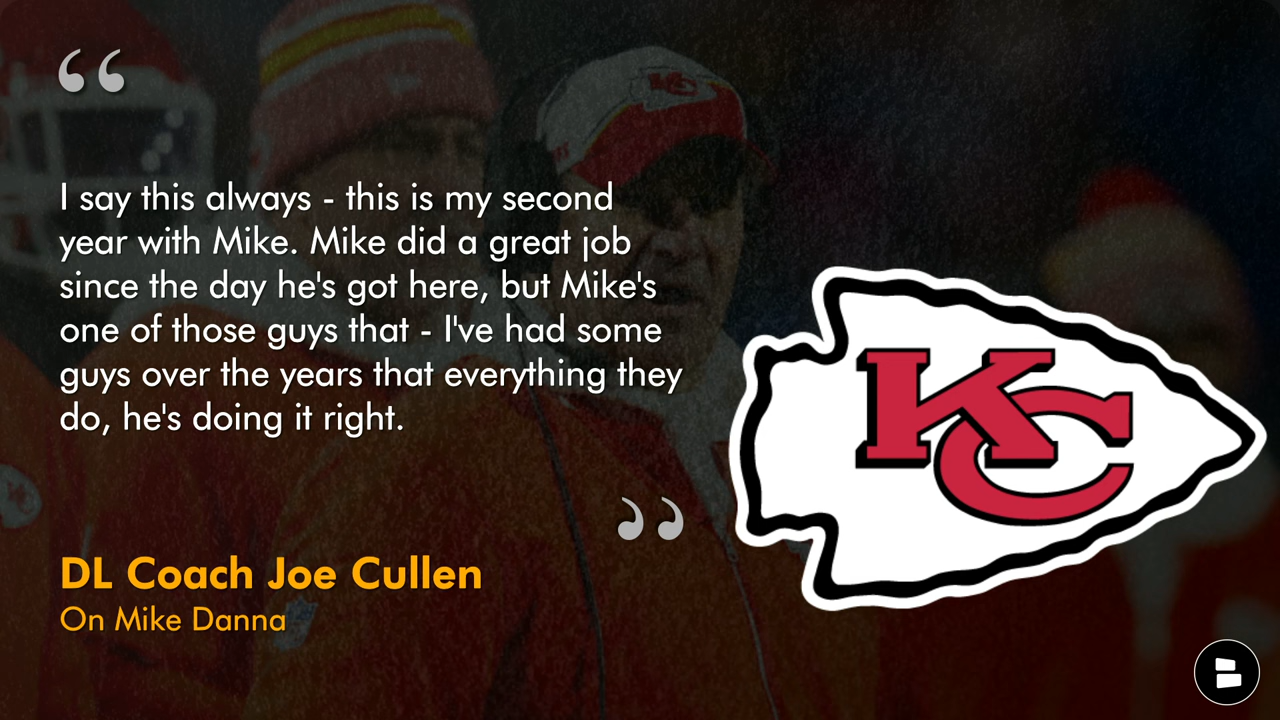 “
I say this always - this is my second
year with Mike. Mike did a great job
since the day he's got here, but Mike's
one of those guys that - I've had some
guys over the years that everything they
do, he's doing it right.
”
DL Coach Joe Cullen
On Mike Danna
KC